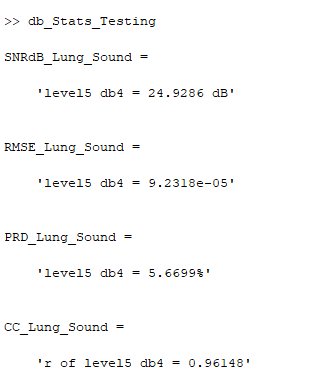 >> db_Stats_Testing
SNRdB_Lung_Sound =
'level5 db4 = 24.9286 dB'
RMSE_Lung_Sound =
'level5 db4 = 9.2318e-05'
PRD_Lung_Sound =
'level5 db4 = 5.6699%'
CC_Lung_Sound =
'r of level5 db4 = 0.96148'